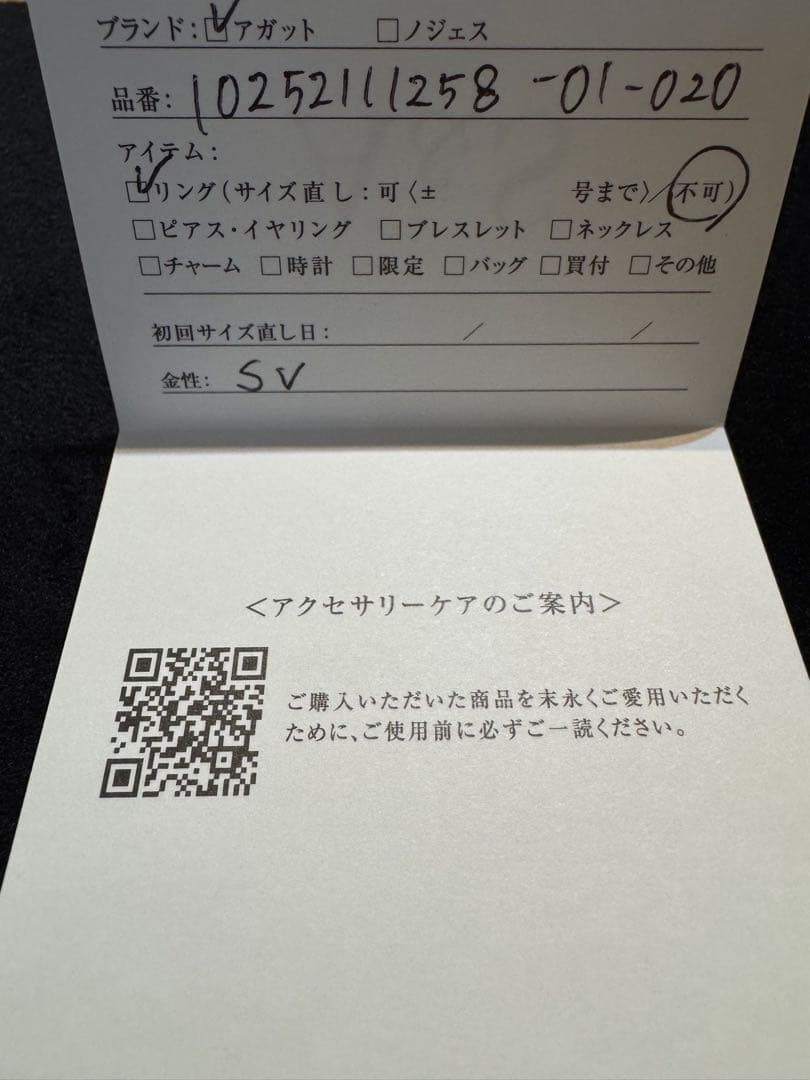 ブランド：☑アガット　□ノジェス
品番：10252111258-01-020
アイテム：
☑リング（サイズ直し：可〈±　　　号まで〉／不可）
□ピアス・イヤリング　□ブレスレット　□ネックレス
□チャーム　□時計　□限定　□バッグ　□買付　□その他
初回サイズ直し日：　　　／　　　／
金性：SV
＜アクセサリーケアのご案内＞
ご購入いただいた商品を末永くご愛用いただく
ために、ご使用前に必ずご一読ください。